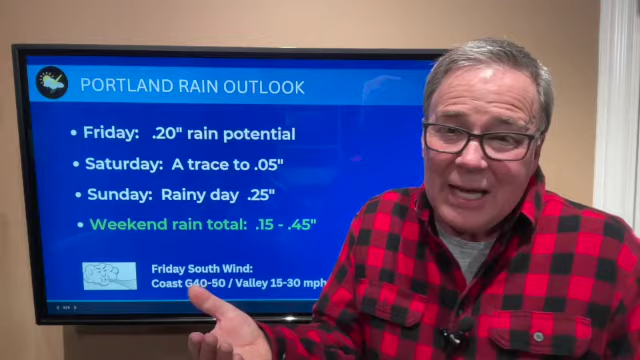 PORTLAND RAIN OUTLOOK
• Friday: .20" rain potential
• Saturday: A trace to .05"
• Sunday: Rainy day .25"
• Weekend rain total: .15 - .45"
Friday South Wind:
Coast G40-50 / Valley 15-30 mph